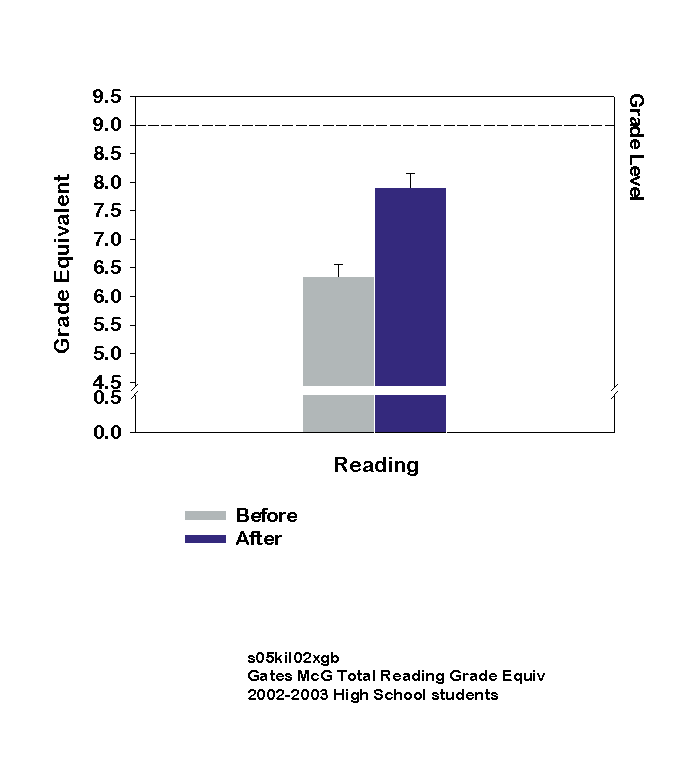 9.5
9.0
8.5
8.0
7.5
7.0
6.5
6.0
5.5
5.0
4.5
0.5
0.0
Grade Equivalent
Grade Level
Reading
Before
After
s05kil02xgb
Gates McG Total Reading Grade Equiv
2002-2003 High School students